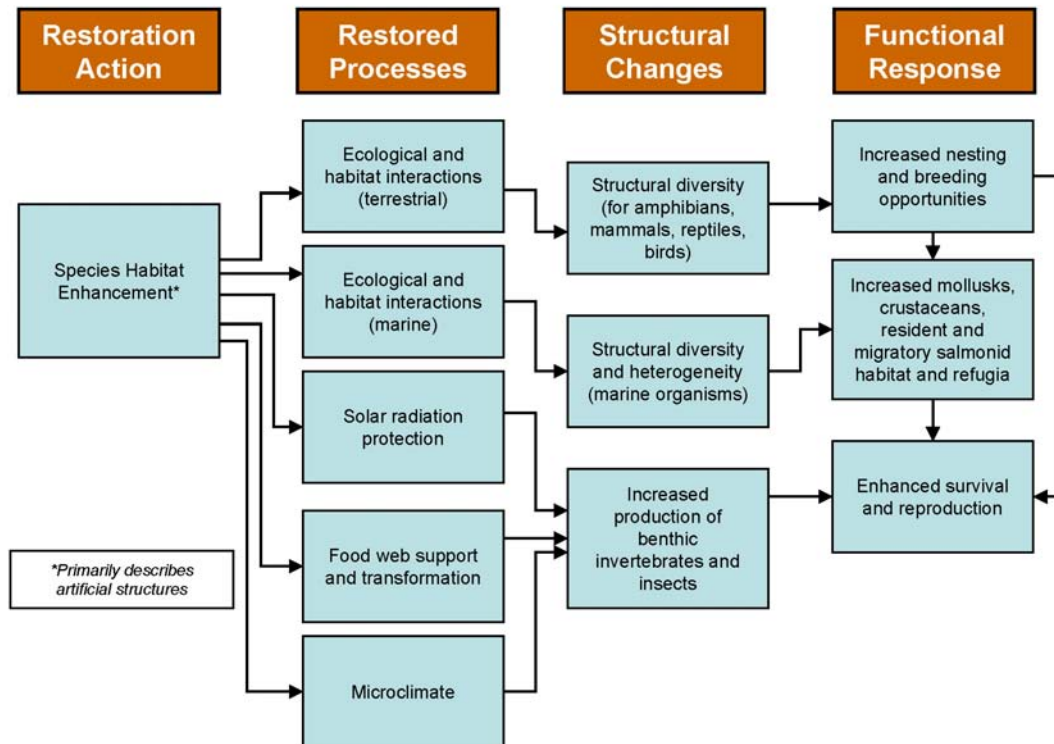 Restoration
Action
Restored
Processes
Structural
Changes
Functional
Response
Species Habitat
Enhancement*
*Primarily describes
artificial structures
Ecological and
habitat interactions
(terrestrial)
Ecological and
habitat interactions
(marine)
Solar radiation
protection
Food web support
and transformation
Microclimate
Structural diversity
(for amphibians,
mammals, reptiles,
birds)
Structural diversity
and heterogeneity
(marine organisms)
Increased
production of
benthic
invertebrates and
insects
Increased nesting
and breeding
opportunities
Increased mollusks,
crustaceans,
resident and
migratory salmonid
habitat and refugia
Enhanced survival
and reproduction